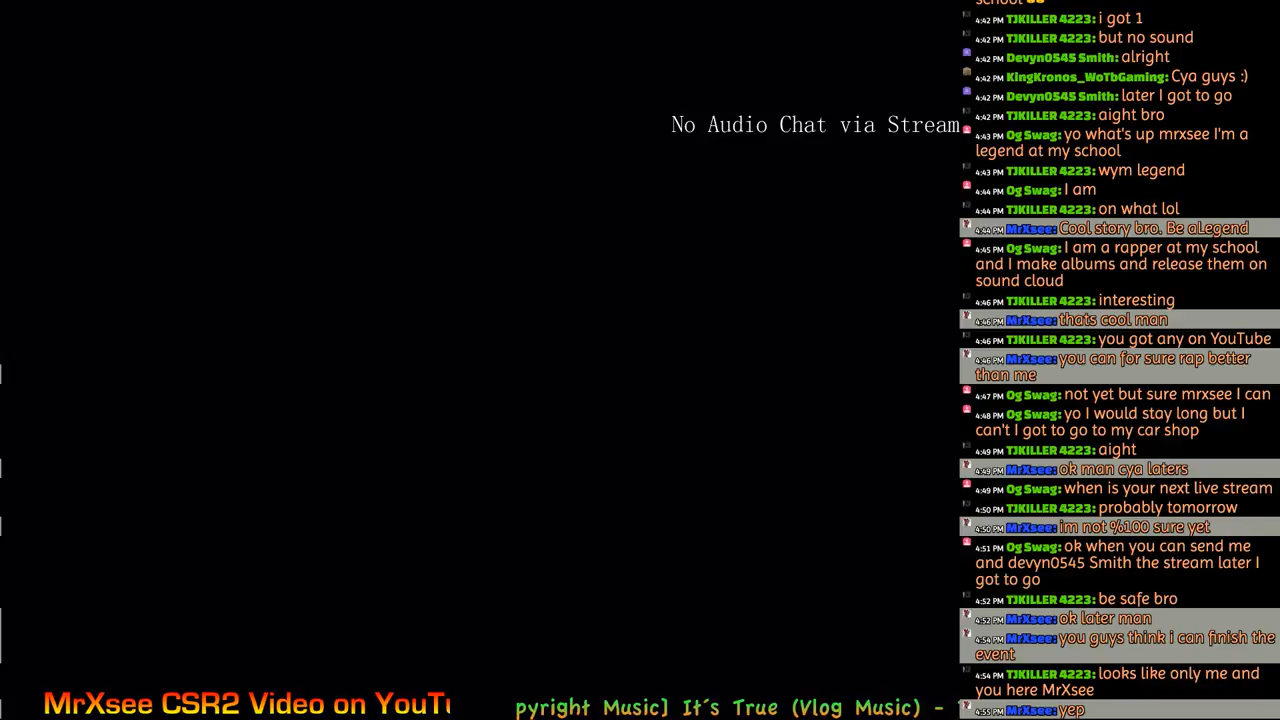 No Audio Chat via Stream
school
4:42 PM TJKILLER 4223: i got 1
4:42 PM TJKILLER 4223: but no sound
4:42 PM Devyn0545 Smith: alright
4:42 PM KingKronos_WoTbGaming: Cya guys :)
4:42 PM Devyn0545 Smith: later I got to go
4:42 PM TJKILLER 4223: aight bro
4:43 PM Og Swag: yo what's up mrxsee I'm a
legend at my school
4:43 PM TJKILLER 4223: wym legend
4:44 PM Og Swag: I am
4:44 PM TJKILLER 4223: on what lol
4:44 PM MrXsee: Cool story bro. Be aLegend
4:45 PM Og Swag: I am a rapper at my school
and I make albums and release them on
sound cloud
4:46 PM TJKILLER 4223: interesting
4:46 PM MrXsee: thats cool man
4:46 PM TJKILLER 4223: you got any on YouTube
4:46 PM MrXsee: you can for sure rap better
than me
4:47 PM Og Swag: not yet but sure mrxsee I can
4:48 PM Og Swag: yo I would stay long but I
can't I got to go to my car shop
4:49 PM TJKILLER 4223: aight
4:49 PM MrXsee: ok man cya laters
4:49 PM Og Swag: when is your next live stream
4:50 PM TJKILLER 4223: probably tomorrow
4:50 PM MrXsee: im not %100 sure yet
4:51 PM Og Swag: ok when you can send me
and devyn0545 Smith the stream later I
got to go
4:52 PM TJKILLER 4223: be safe bro
4:52 PM MrXsee: ok later man
4:54 PM MrXsee: you guys think i can finish the
event
4:54 PM TJKILLER 4223: looks like only me and
you here MrXsee
4:55 PM MrXsee: yep
MrXsee CSR2 Video on YouT
pyright Music] It's True (Vlog Music) -